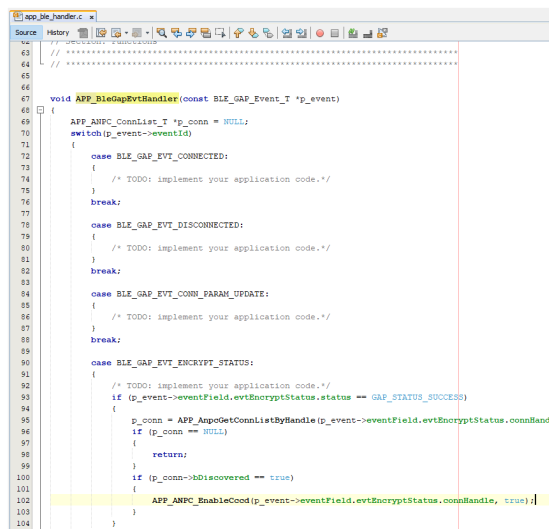 app_ble_handler.c x
Source History
62 // Section: Functions
63 // *****************************************************************************
64 // *****************************************************************************
65
66
67 void APP_BleGapEvtHandler(const BLE_GAP_Event_T *p_event)
68 {
69 APP_ANPC_ConnList_T *p_conn = NULL;
70 switch(p_event->eventId)
71 {
72 case BLE_GAP_EVT_CONNECTED:
73 {
74 /* TODO: implement your application code.*/
75 }
76 break;
77
78 case BLE_GAP_EVT_DISCONNECTED:
79 {
80 /* TODO: implement your application code.*/
81 }
82 break;
83
84 case BLE_GAP_EVT_CONN_PARAM_UPDATE:
85 {
86 /* TODO: implement your application code.*/
87 }
88 break;
89
90 case BLE_GAP_EVT_ENCRYPT_STATUS:
91 {
92 /* TODO: implement your application code.*/
93 if (p_event->eventField.evtEncryptStatus.status == GAP_STATUS_SUCCESS)
94 {
95 p_conn = APP_AnpcGetConnListByHandle(p_event->eventField.evtEncryptStatus.connHand
96 if (p_conn == NULL)
97 {
98 return;
99 }
100 if (p_conn->bDiscovered == true)
101 {
102 APP_ANPC_EnableCccd(p_event->eventField.evtEncryptStatus.connHandle, true);
103 }
104 }